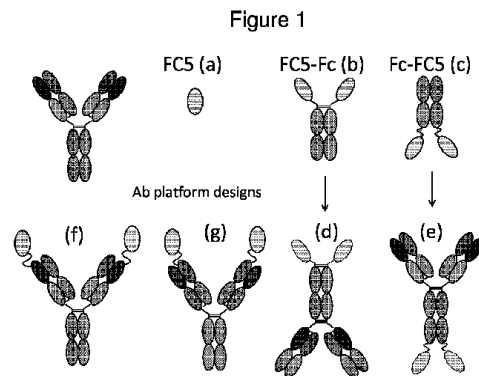 Figure 1
FC5 (a)
FC5-Fc (b)
Fc-FC5 (c)
Ab platform designs
(f)
(g)
(d)
(e)